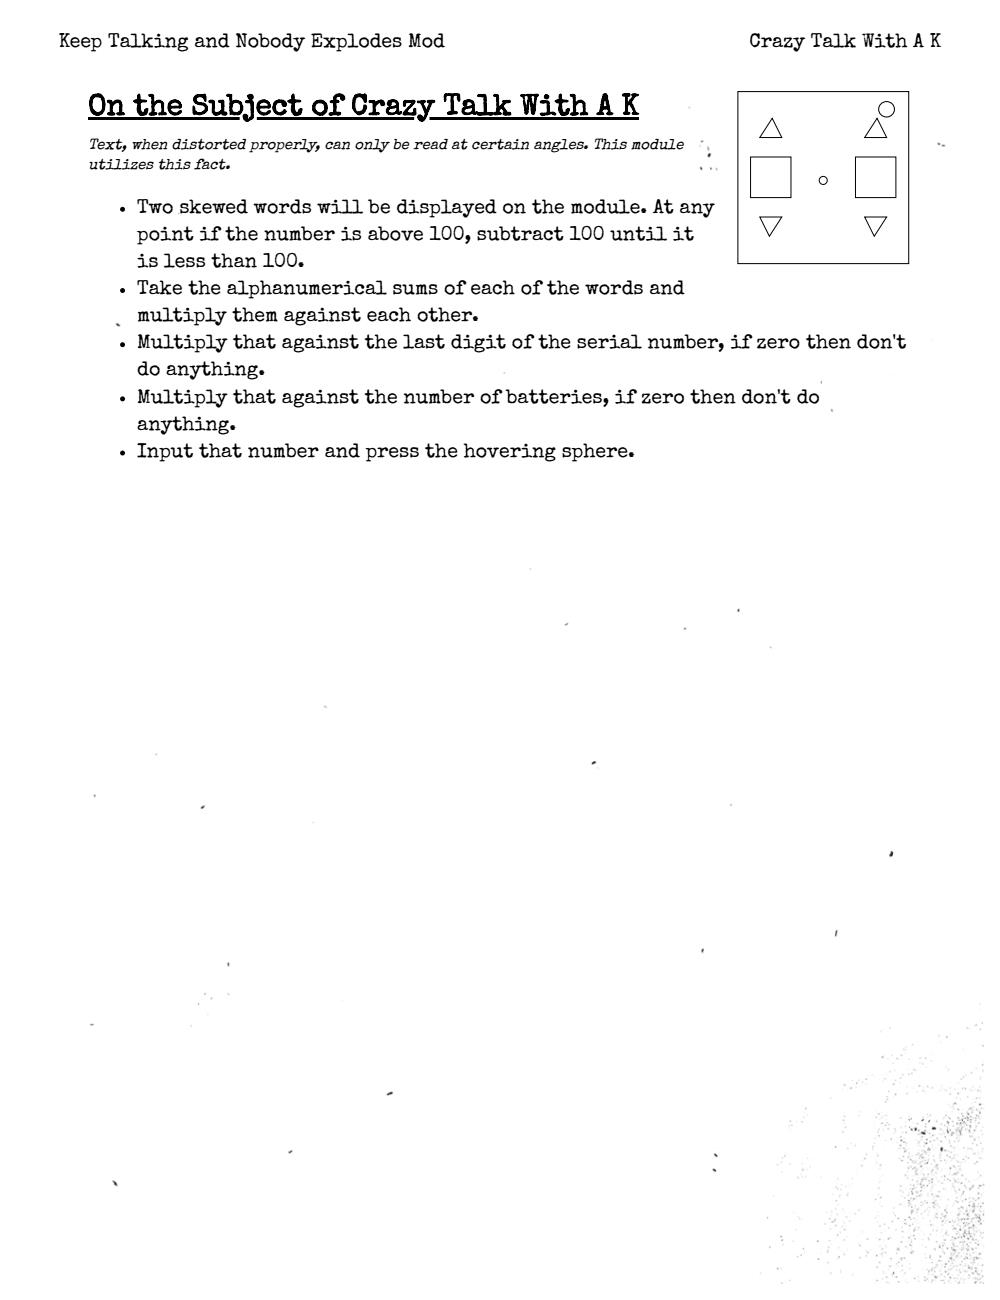 Keep Talking and Nobody Explodes Mod
Crazy Talk With A K
On the Subject of Crazy Talk With A K
Text, when distorted properly, can only be read at certain angles. This module
utilizes this fact.
• Two skewed words will be displayed on the module. At any
point if the number is above 100, subtract 100 until it
is less than 100.
• Take the alphanumerical sums of each of the words and
multiply them against each other.
• Multiply that against the last digit of the serial number, if zero then don't
do anything.
• Multiply that against the number of batteries, if zero then don't do
anything.
• Input that number and press the hovering sphere.